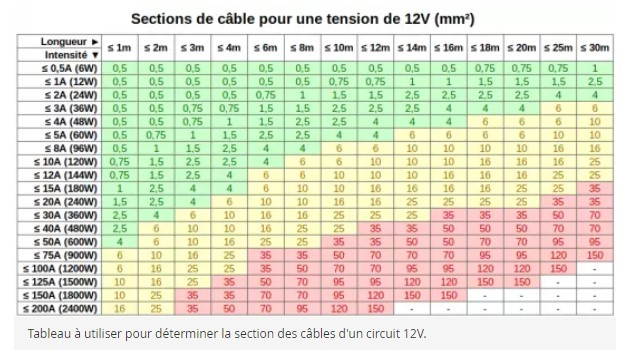 Sections de câble pour une tension de 12V (mm²)
Longueur ► ≤ 1m ≤ 2m ≤ 3m ≤ 4m ≤ 6m ≤ 8m ≤ 10m ≤ 12m ≤ 14m ≤ 16m ≤ 18m ≤ 20m ≤ 25m ≤ 30m
Intensité ▼
≤ 0,5A (6W) 0,5 0,5 0,5 0,5 0,5 0,5 0,5 0,5 0,5 0,5 0,75 0,75 0,75 1
≤ 1A (12W) 0,5 0,5 0,5 0,5 0,5 0,5 0,75 0,75 1 1 1,5 1,5 1,5 2,5
≤ 2A (24W) 0,5 0,5 0,5 0,5 0,75 1 1,5 1,5 2,5 2,5 2,5 2,5 4 4
≤ 3A (36W) 0,5 0,5 0,75 0,75 1,5 1,5 2,5 2,5 2,5 4 4 4 6 6
≤ 4A (48W) 0,5 0,5 0,75 1 1,5 2,5 2,5 4 4 4 6 6 6 10
≤ 5A (60W) 0,5 0,75 1 1,5 2,5 2,5 4 4 6 6 6 6 10 10
≤ 8A (96W) 0,5 1 1,5 2,5 4 4 6 6 10 10 10 10 16 16
≤ 10A (120W) 0,75 1,5 2,5 2,5 4 6 6 10 10 10 16 16 16 25
≤ 12A (144W) 0,75 1,5 2,5 4 6 6 10 10 10 16 16 16 25 25
≤ 15A (180W) 1 2,5 4 4 6 10 10 16 16 16 16 25 25 35
≤ 20A (240W) 1,5 2,5 4 6 10 10 16 16 25 25 25 25 35 35
≤ 30A (360W) 2,5 4 6 10 16 16 25 25 25 35 35 35 50 70
≤ 40A (480W) 2,5 6 10 10 16 25 25 35 35 50 50 50 70 70
≤ 50A (600W) 4 6 10 16 25 25 35 35 50 50 70 70 95 95
≤ 75A (900W) 6 10 16 25 35 35 50 70 70 70 95 95 120 150
≤ 100A (1200W) 6 16 25 25 35 50 70 70 95 95 120 120 150 -
≤ 125A (1500W) 10 16 25 35 50 70 95 95 120 120 150 150 - -
≤ 150A (1800W) 10 25 35 35 70 70 95 120 150 150 - - - -
≤ 200A (2400W) 16 25 35 50 70 95 120 150 - - - - - -
Tableau à utiliser pour déterminer la section des câbles d'un circuit 12V.